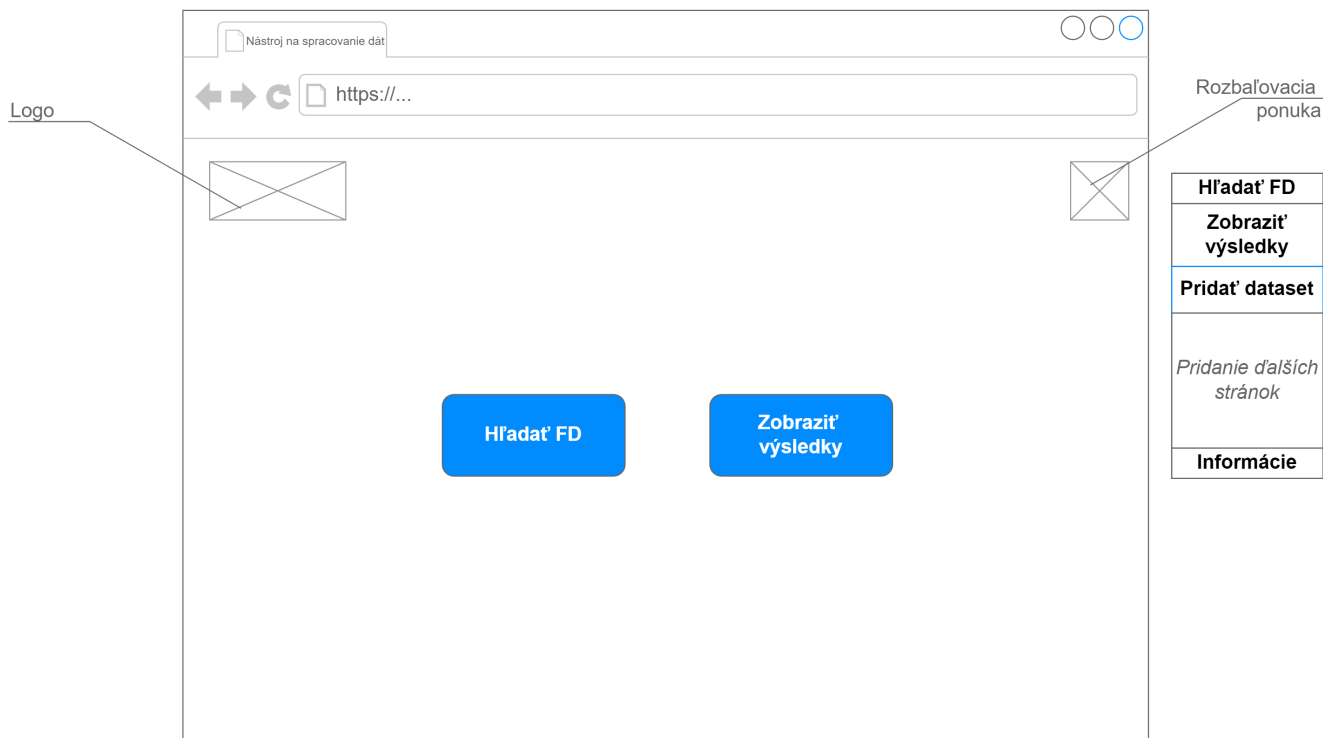 Nástroj na spracovanie dát
https://...
Logo
Rozbaľovacia
ponuka
Hľadať FD
Zobraziť
výsledky
Pridať dataset
Pridanie ďalších
stránok
Informácie
Hľadať FD
Zobraziť
výsledky